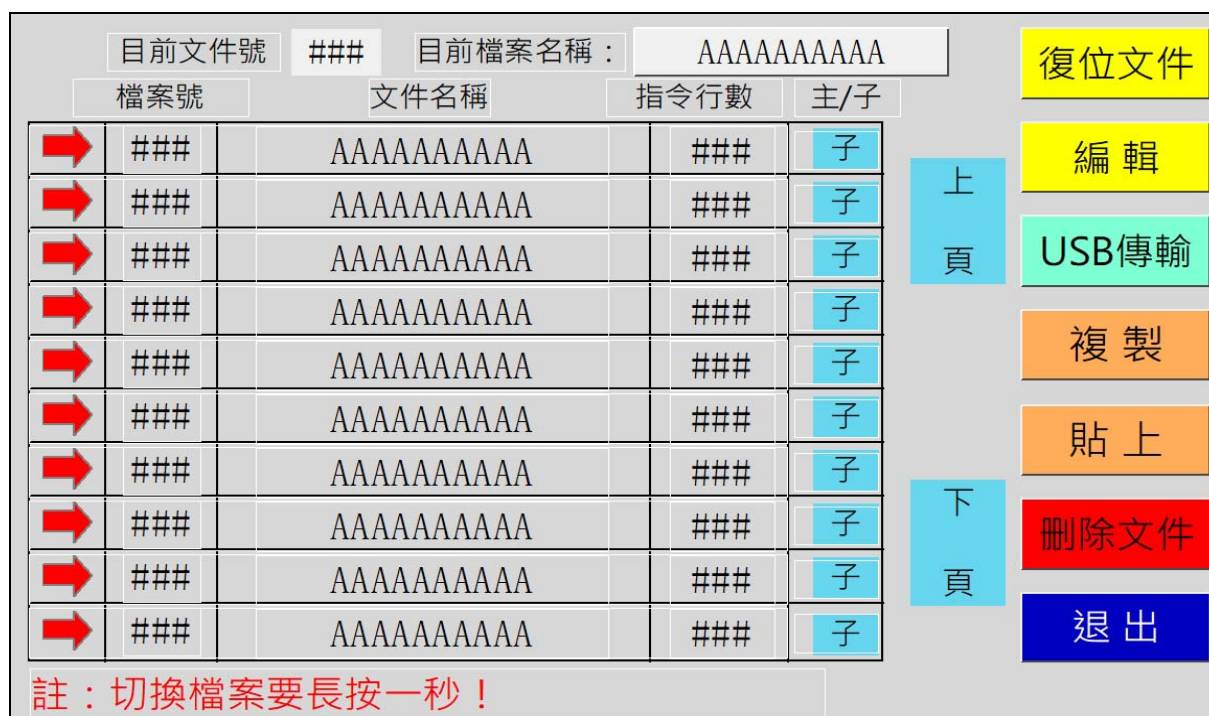 目前文件號 ### 目前檔案名稱： AAAAAAAAAA
檔案號 文件名稱 指令行數 主/子
### AAAAAAAAAA ### 子
### AAAAAAAAAA ### 子
### AAAAAAAAAA ### 子
### AAAAAAAAAA ### 子
### AAAAAAAAAA ### 子
### AAAAAAAAAA ### 子
### AAAAAAAAAA ### 子
### AAAAAAAAAA ### 子
### AAAAAAAAAA ### 子
### AAAAAAAAAA ### 子
註：切換檔案要長按一秒！
上
頁
下
頁
復位文件
編 輯
USB傳輸
複 製
貼 上
刪除文件
退 出